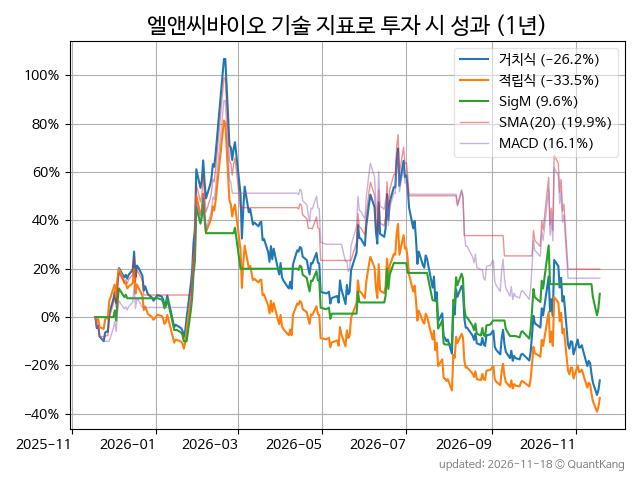 엘앤씨바이오 기술 지표로 투자 시 성과 (1년)
거치식 (−26.2%)
적립식 (−33.5%)
SigM (9.6%)
SMA(20) (19.9%)
MACD (16.1%)
100%
80%
60%
40%
20%
0%
−20%
−40%
2025-11 2026-01 2026-03 2026-05 2026-07 2026-09 2026-11
updated: 2026-11-18 © QuantKang